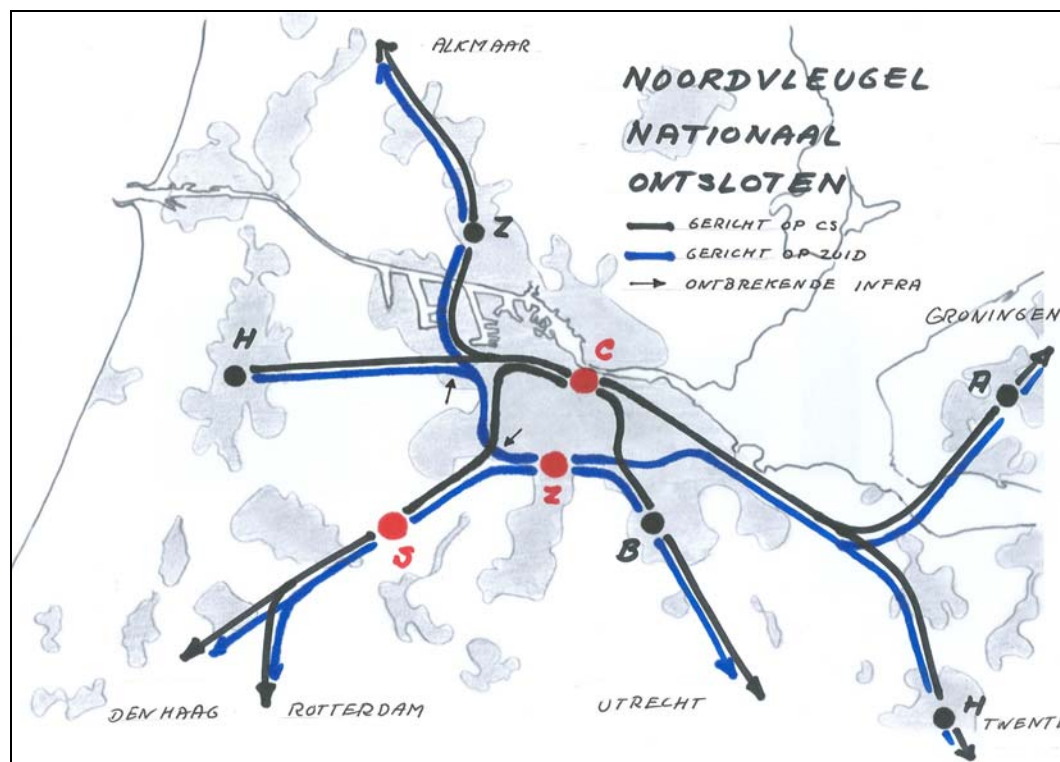 ALKMAAR
NOORDVLEUGEL
NATIONAAL
ONTSLOTEN
GERICHT OP CS
GERICHT OP ZUID
ONTBREKENDE INFRA
Z
GRONINGEN
H
C
A
Z
S
B
H
DEN HAAG
ROTTERDAM
UTRECHT
TWENTE